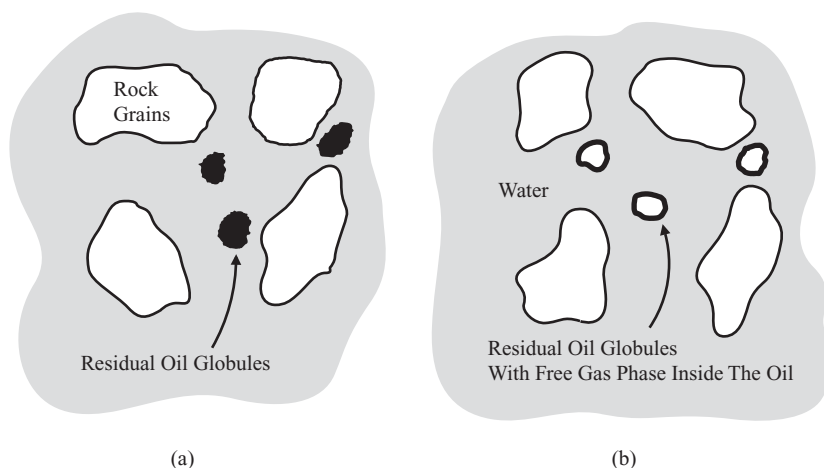 Rock
Grains
Residual Oil Globules
(a)
Water
Residual Oil Globules
With Free Gas Phase Inside The Oil
(b)